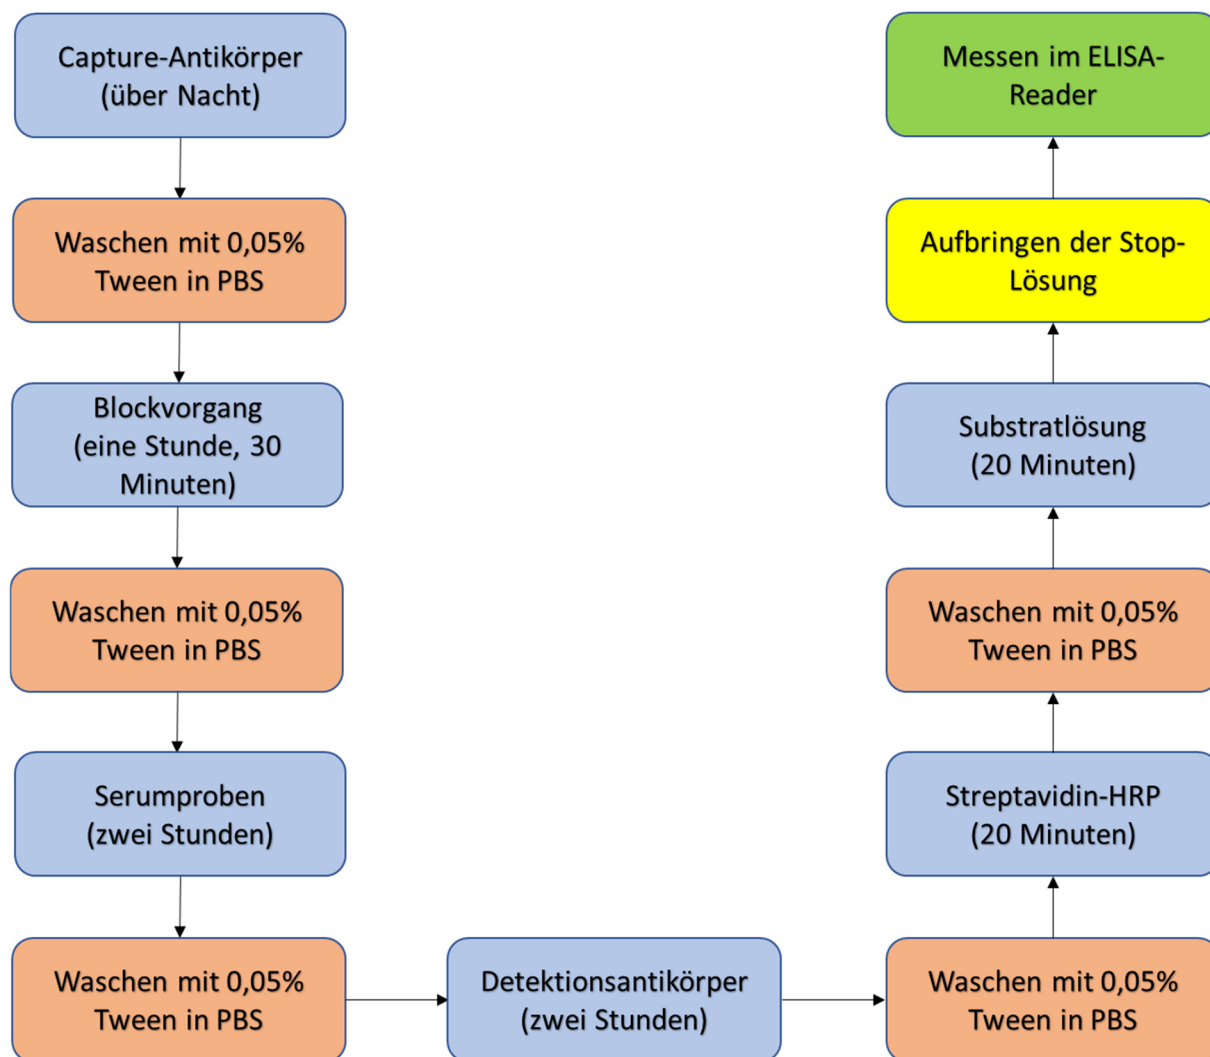 Capture-Antikörper
(über Nacht)
Waschen mit 0,05%
Tween in PBS
Blockvorgang
(eine Stunde, 30
Minuten)
Waschen mit 0,05%
Tween in PBS
Serumproben
(zwei Stunden)
Waschen mit 0,05%
Tween in PBS
Detektionsantikörper
(zwei Stunden)
Waschen mit 0,05%
Tween in PBS
Streptavidin-HRP
(20 Minuten)
Waschen mit 0,05%
Tween in PBS
Substratlösung
(20 Minuten)
Aufbringen der Stop-
Lösung
Messen im ELISA-
Reader